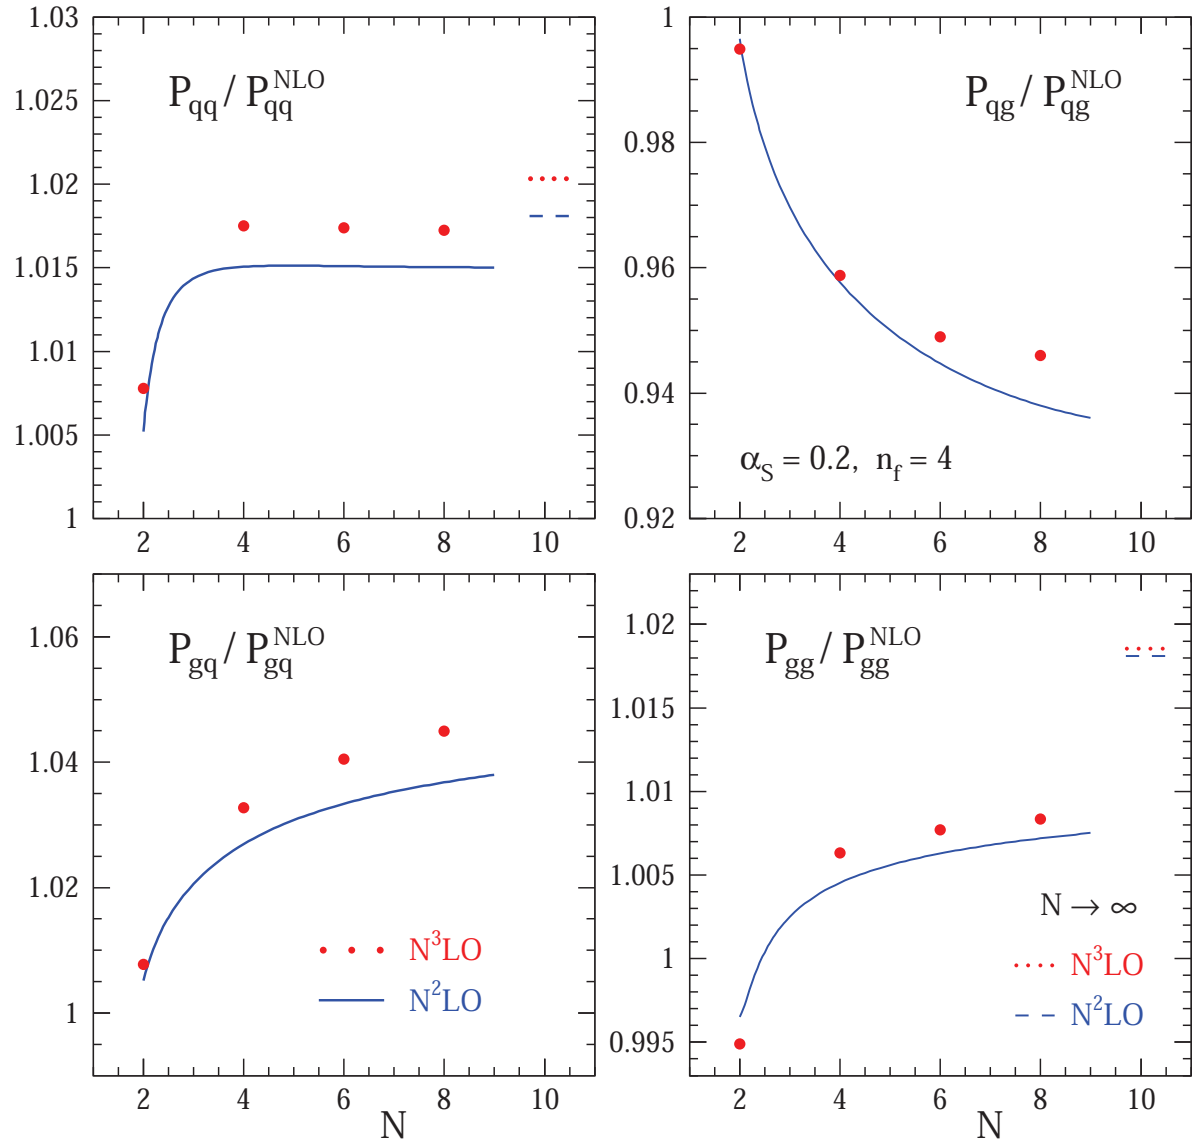 P_qq / P_qq^NLO
1.03
1.025
1.02
1.015
1.01
1.005
1
2 4 6 8 10
P_qg / P_qg^NLO
1
0.98
0.96
0.94
0.92
α_S = 0.2, n_f = 4
2 4 6 8 10
P_gq / P_gq^NLO
1.06
1.04
1.02
1
N³LO
N²LO
2 4 6 8 10
N
P_gg / P_gg^NLO
1.02
1.015
1.01
1.005
1
0.995
N → ∞
N³LO
N²LO
2 4 6 8 10
N